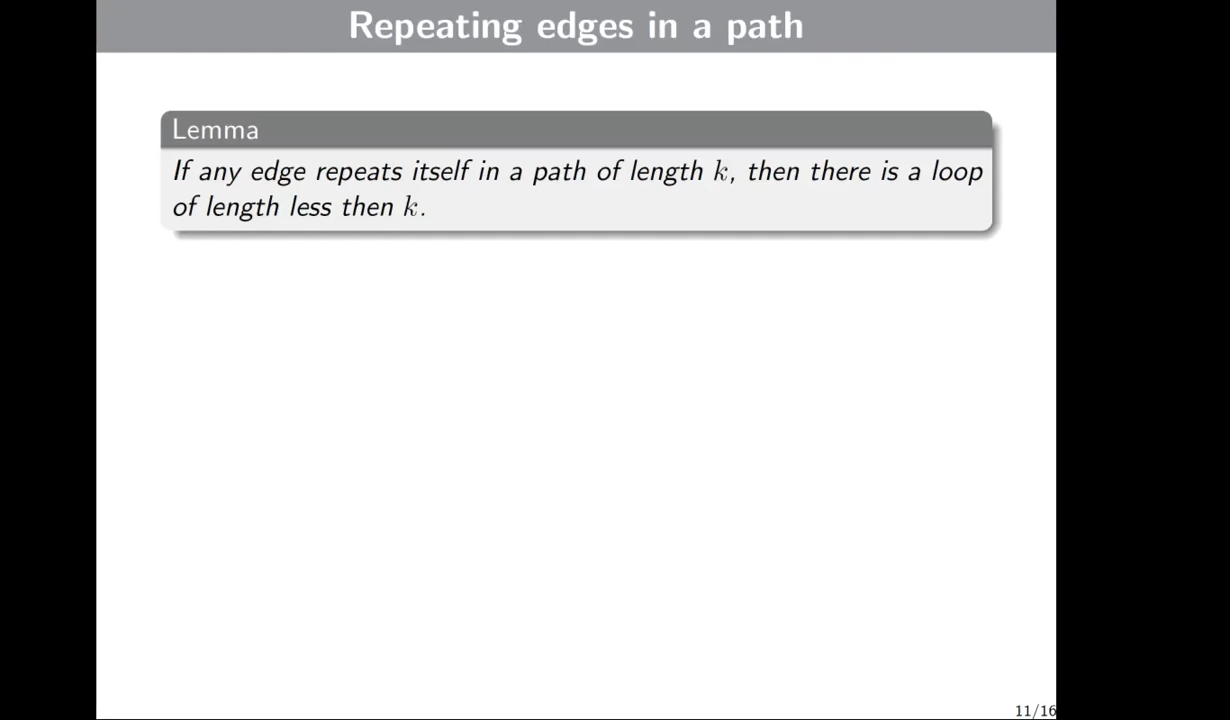 Repeating edges in a path
Lemma
If any edge repeats itself in a path of length k, then there is a loop
of length less then k.
11/16